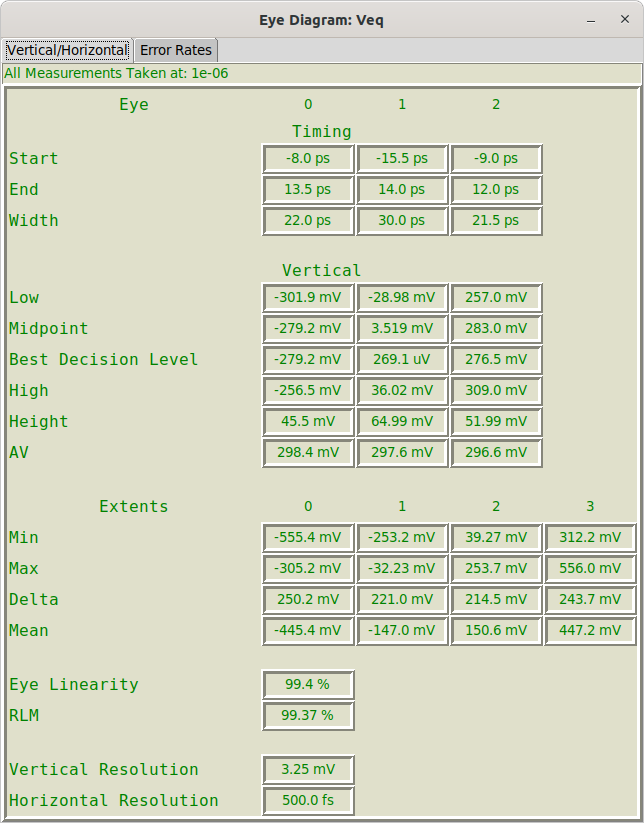 Eye Diagram: Veq
Vertical/Horizontal Error Rates
All Measurements Taken at: 1e-06
Eye 0 1 2
Timing
Start -8.0 ps -15.5 ps -9.0 ps
End 13.5 ps 14.0 ps 12.0 ps
Width 22.0 ps 30.0 ps 21.5 ps
Vertical
Low -301.9 mV -28.98 mV 257.0 mV
Midpoint -279.2 mV 3.519 mV 283.0 mV
Best Decision Level -279.2 mV 269.1 uV 276.5 mV
High -256.5 mV 36.02 mV 309.0 mV
Height 45.5 mV 64.99 mV 51.99 mV
AV 298.4 mV 297.6 mV 296.6 mV
Extents 0 1 2 3
Min -555.4 mV -253.2 mV 39.27 mV 312.2 mV
Max -305.2 mV -32.23 mV 253.7 mV 556.0 mV
Delta 250.2 mV 221.0 mV 214.5 mV 243.7 mV
Mean -445.4 mV -147.0 mV 150.6 mV 447.2 mV
Eye Linearity 99.4 %
RLM 99.37 %
Vertical Resolution 3.25 mV
Horizontal Resolution 500.0 fs